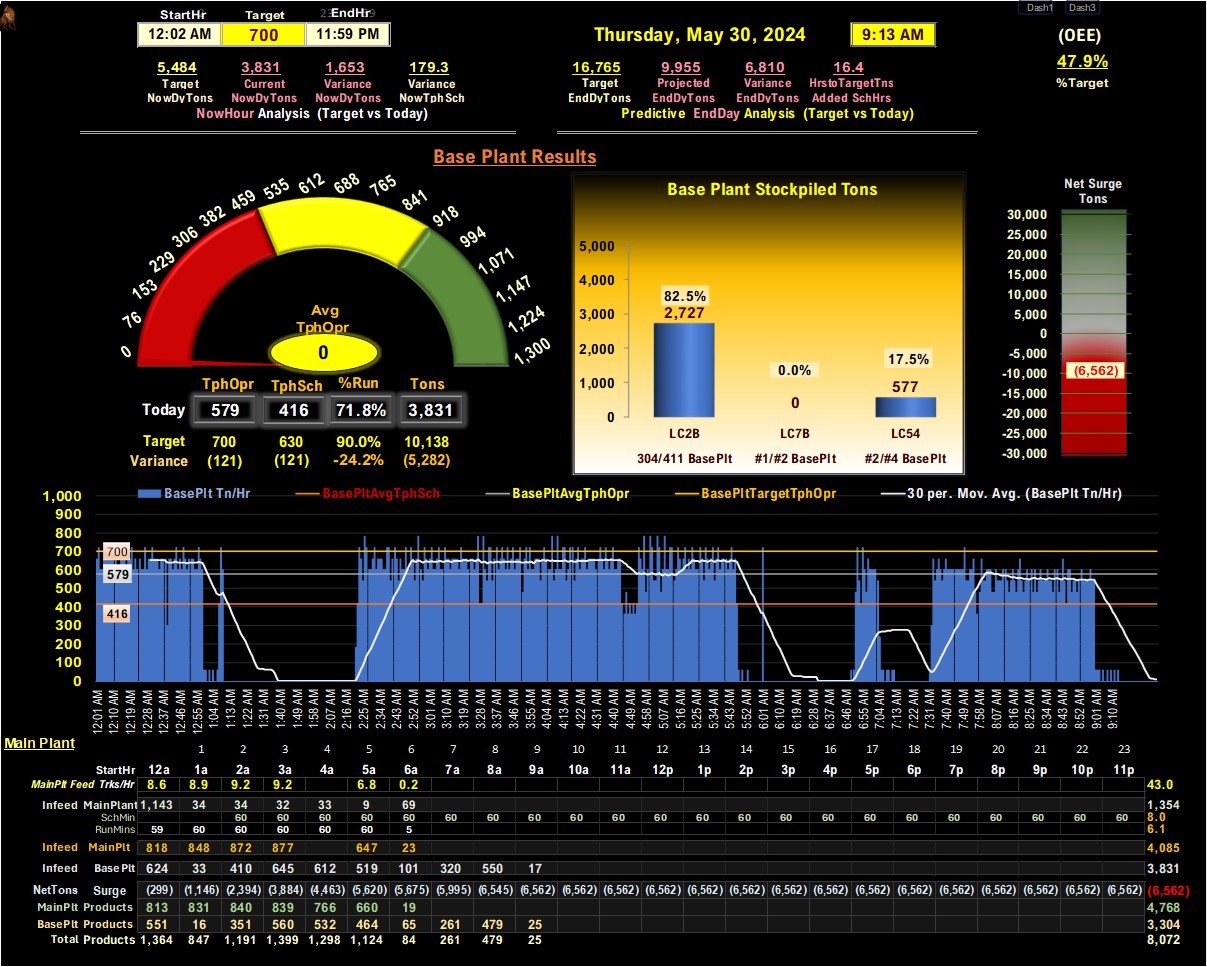 StartHr Target EndHr Dash1 Dash3
12:02 AM 700 11:59 PM Thursday, May 30, 2024 9:13 AM (OEE)
5,484 3,831 1,653 179.3 16,765 9,955 6,810 16.4 47.9%
Target Current Variance Variance Target Projected Variance HrstoTargetTns %Target
NowDyTons NowDyTons NowDyTons NowTphSch EndDyTons EndDyTons EndDyTons Added SchHrs
NowHour Analysis (Target vs Today) Predictive EndDay Analysis (Target vs Today)
Base Plant Results
0 76 153 229 306 382 459 535 612 688 765 841 918 994 1,071 1,147 1,224 1,300
Avg
TphOpr
0
TphOpr TphSch %Run Tons
Today 579 416 71.8% 3,831
Target 700 630 90.0% 10,138
Variance (121) (121) -24.2% (5,282)
Base Plant Stockpiled Tons
5,000
4,000
3,000
2,000
1,000
0
82.5% 0.0% 17.5%
2,727 0 577
LC2B LC7B LC54
304/411 BasePlt #1/#2 BasePlt #2/#4 BasePlt
Net Surge
Tons
30,000
25,000
20,000
15,000
10,000
5,000
0
-5,000
(6,562)
-10,000
-15,000
-20,000
-25,000
-30,000
BasePlt Tn/Hr BasePltAvgTphSch BasePltAvgTphOpr BasePltTargetTphOpr 30 per. Mov. Avg. (BasePlt Tn/Hr)
1,000
900
800
700
600
500
400
300
200
100
0
700
579
416
12:01 AM 12:10 AM 12:19 AM 12:28 AM 12:37 AM 12:46 AM 12:55 AM 1:04 AM 1:13 AM 1:22 AM 1:31 AM 1:40 AM 1:49 AM 1:58 AM 2:07 AM 2:16 AM 2:25 AM 2:34 AM 2:43 AM 2:52 AM 3:01 AM 3:10 AM 3:19 AM 3:28 AM 3:37 AM 3:46 AM 3:55 AM 4:04 AM 4:13 AM 4:22 AM 4:31 AM 4:40 AM 4:49 AM 4:58 AM 5:07 AM 5:16 AM 5:25 AM 5:34 AM 5:43 AM 5:52 AM 6:01 AM 6:10 AM 6:19 AM 6:28 AM 6:37 AM 6:46 AM 6:55 AM 7:04 AM 7:13 AM 7:22 AM 7:31 AM 7:40 AM 7:49 AM 7:58 AM 8:07 AM 8:16 AM 8:25 AM 8:34 AM 8:43 AM 8:52 AM 9:01 AM 9:10 AM
Main Plant
1 2 3 4 5 6 7 8 9 10 11 12 13 14 15 16 17 18 19 20 21 22 23
StartHr 12a 1a 2a 3a 4a 5a 6a 7a 8a 9a 10a 11a 12p 1p 2p 3p 4p 5p 6p 7p 8p 9p 10p 11p
MainPlt Feed Trks/Hr 8.6 8.9 9.2 9.2 6.8 0.2 43.0
Infeed MainPlant 1,143 34 34 32 33 9 69 1,354
SchMin 60 60 60 60 60 60 60 60 60 60 60 60 60 60 60 60 60 60 60 60 60 60 8.0
RunMins 59 60 60 60 60 60 5 6.1
Infeed MainPlt 818 848 872 877 647 23 4,085
Infeed BasePlt 624 33 410 645 612 519 101 320 550 17 3.831
NetTons Surge (299) (1,146) (2,394) (3,884) (4,463) (5,620) (5,675) (5,995) (6,545) (6,562) (6,562) (6,562) (6,562) (6,562) (6,562) (6,562) (6,562) (6,562) (6,562) (6,562) (6,562) (6,562) (6,562) (6,562) (6,562)
MainPlt Products 813 831 840 839 766 660 19 4,768
BasePlt Products 551 16 351 560 532 464 65 261 479 25 3,304
Total Products 1,364 847 1,191 1,399 1,298 1,124 84 261 479 25 8,072